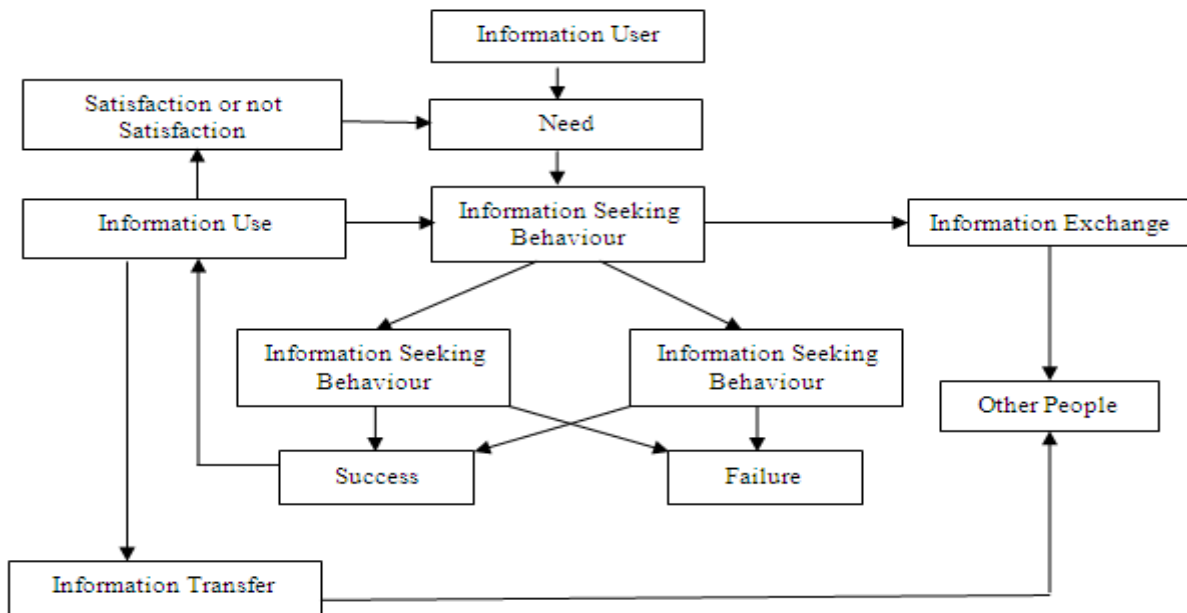 Information User
Satisfaction or not
Satisfaction
Need
Information Use
Information Seeking
Behaviour
Information Exchange
Information Seeking
Behaviour
Information Seeking
Behaviour
Other People
Success
Failure
Information Transfer